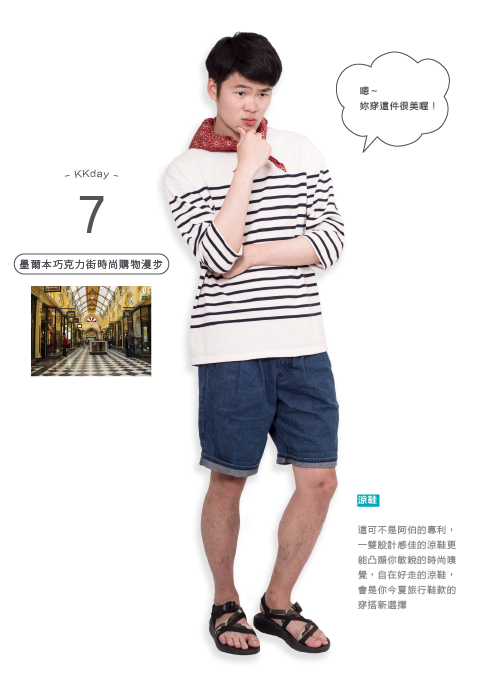 ~ KKday ~
7
墨爾本巧克力街時尚購物漫步
嗯~
妳穿這件很美喔！
涼鞋
這可不是阿伯的專利，
一雙設計感佳的涼鞋更
能凸顯你敏銳的時尚嗅
覺，自在好走的涼鞋，
會是你今夏旅行鞋款的
穿搭新選擇